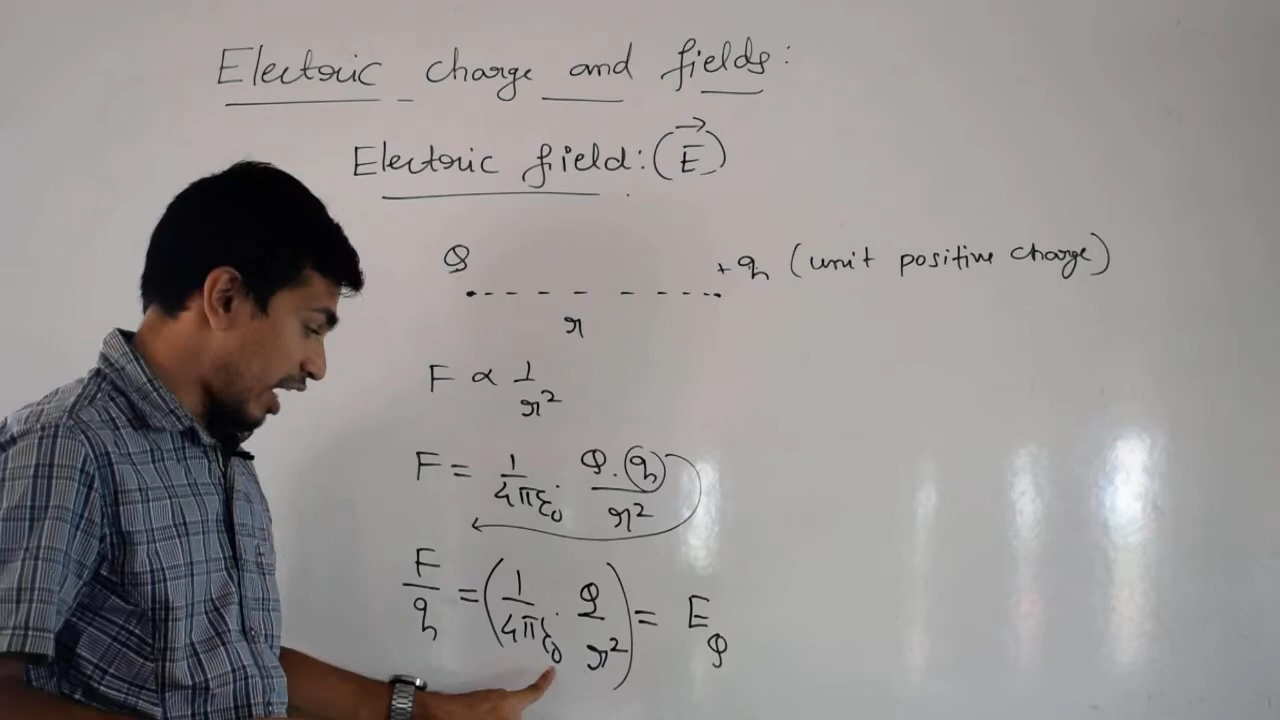 Electric charge and fields:
Electric field: (E⃗)
Q + q (unit positive charge)
r
F ∝ 1/r²
F = 1/4πε₀ · Q.q/r²
F/q = (1/4πε₀ · Q/r²) = E_Q